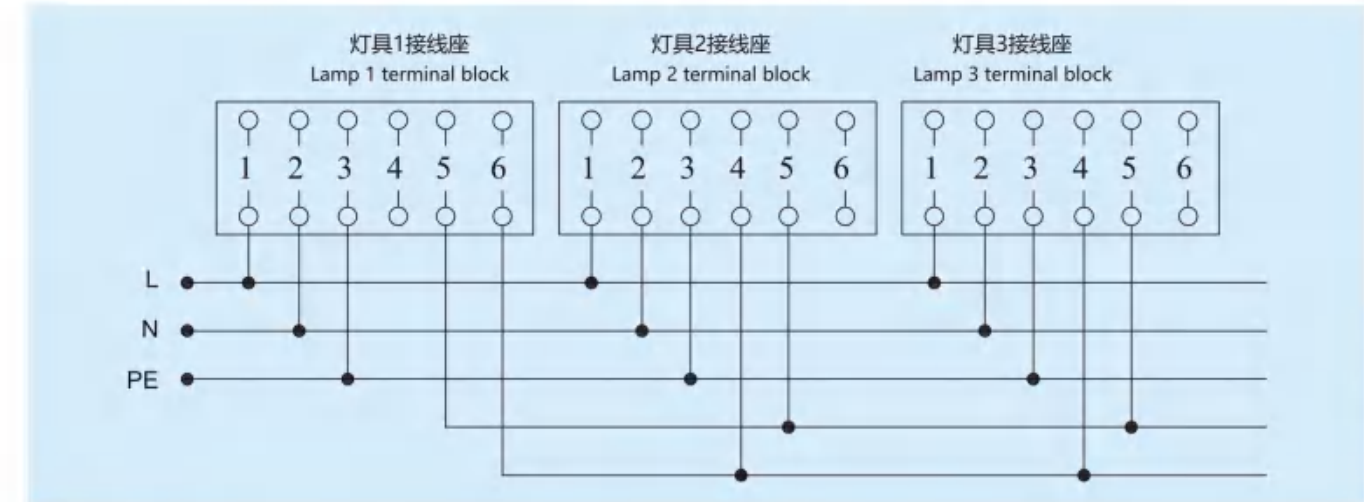 灯具1接线座 灯具2接线座 灯具3接线座
Lamp 1 terminal block Lamp 2 terminal block Lamp 3 terminal block
1 2 3 4 5 6 1 2 3 4 5 6 1 2 3 4 5 6
L
N
PE